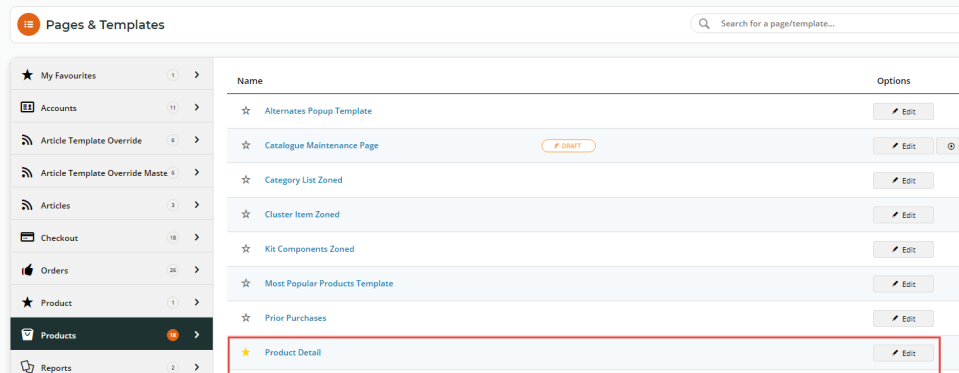 Pages & Templates
Search for a page/template...
My Favourites 1
Accounts 11
Article Template Override 6
Article Template Override Maste 6
Articles 3
Checkout 18
Orders 26
Product 1
Products 18
Reports 2
Name Options
Alternates Popup Template Edit
Catalogue Maintenance Page DRAFT Edit
Category List Zoned Edit
Cluster Item Zoned Edit
Kit Components Zoned Edit
Most Popular Products Template Edit
Prior Purchases Edit
Product Detail Edit